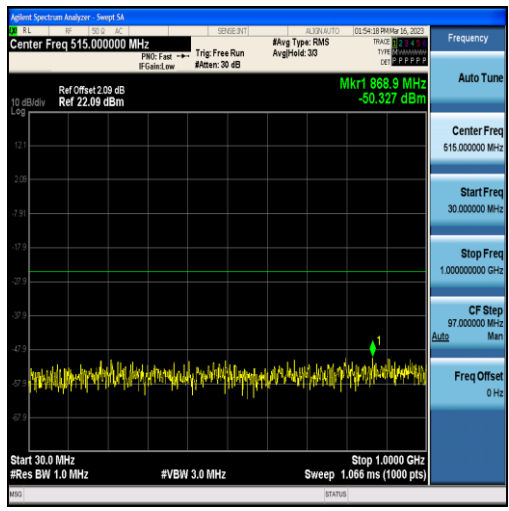 Agilent Spectrum Analyzer - Swept SA
RL RF 50 Ω AC SENSE:INT ALIGN AUTO 01:54:18 PM Mar 16, 2023
Center Freq 515.000000 MHz
PNO: Fast
IFGain:Low
Trig: Free Run
#Atten: 30 dB
#Avg Type: RMS
Avg|Hold: 3/3
TRACE 1 2 3 4 5 6
TYPE
DET P P P P P P
Mkr1 868.9 MHz
-50.327 dBm
Ref Offset 2.09 dB
Ref 22.09 dBm
10 dB/div
Log
12.1
2.09
-7.91
-17.9
-27.9
-37.9
-47.9
-57.9
-67.9
1
Start 30.0 MHz
Stop 1.0000 GHz
#Res BW 1.0 MHz
#VBW 3.0 MHz
Sweep 1.066 ms (1000 pts)
MSG
STATUS
Frequency
Auto Tune
Center Freq
515.000000 MHz
Start Freq
30.000000 MHz
Stop Freq
1.000000000 GHz
CF Step
97.000000 MHz
Auto Man
Freq Offset
0 Hz